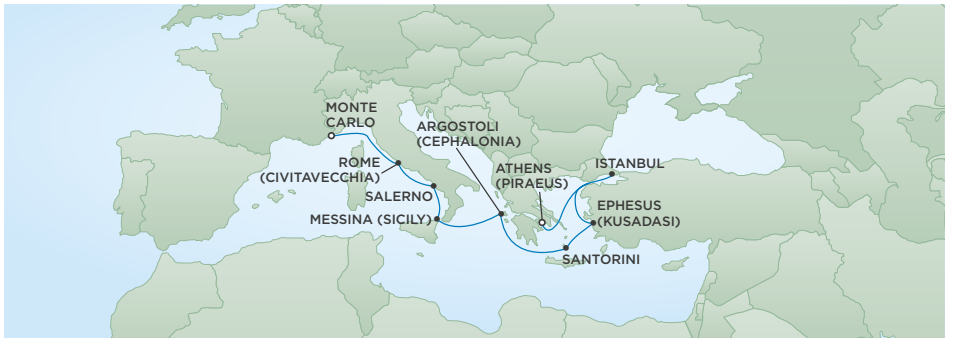 MONTE
CARLO
ARGOSTOLI
(CEPHALONIA)
ROME
(CIVITAVECCHIA)
ATHENS
(PIRAEUS)
ISTANBUL
SALERNO
EPHESUS
(KUSADASI)
MESSINA (SICILY)
SANTORINI